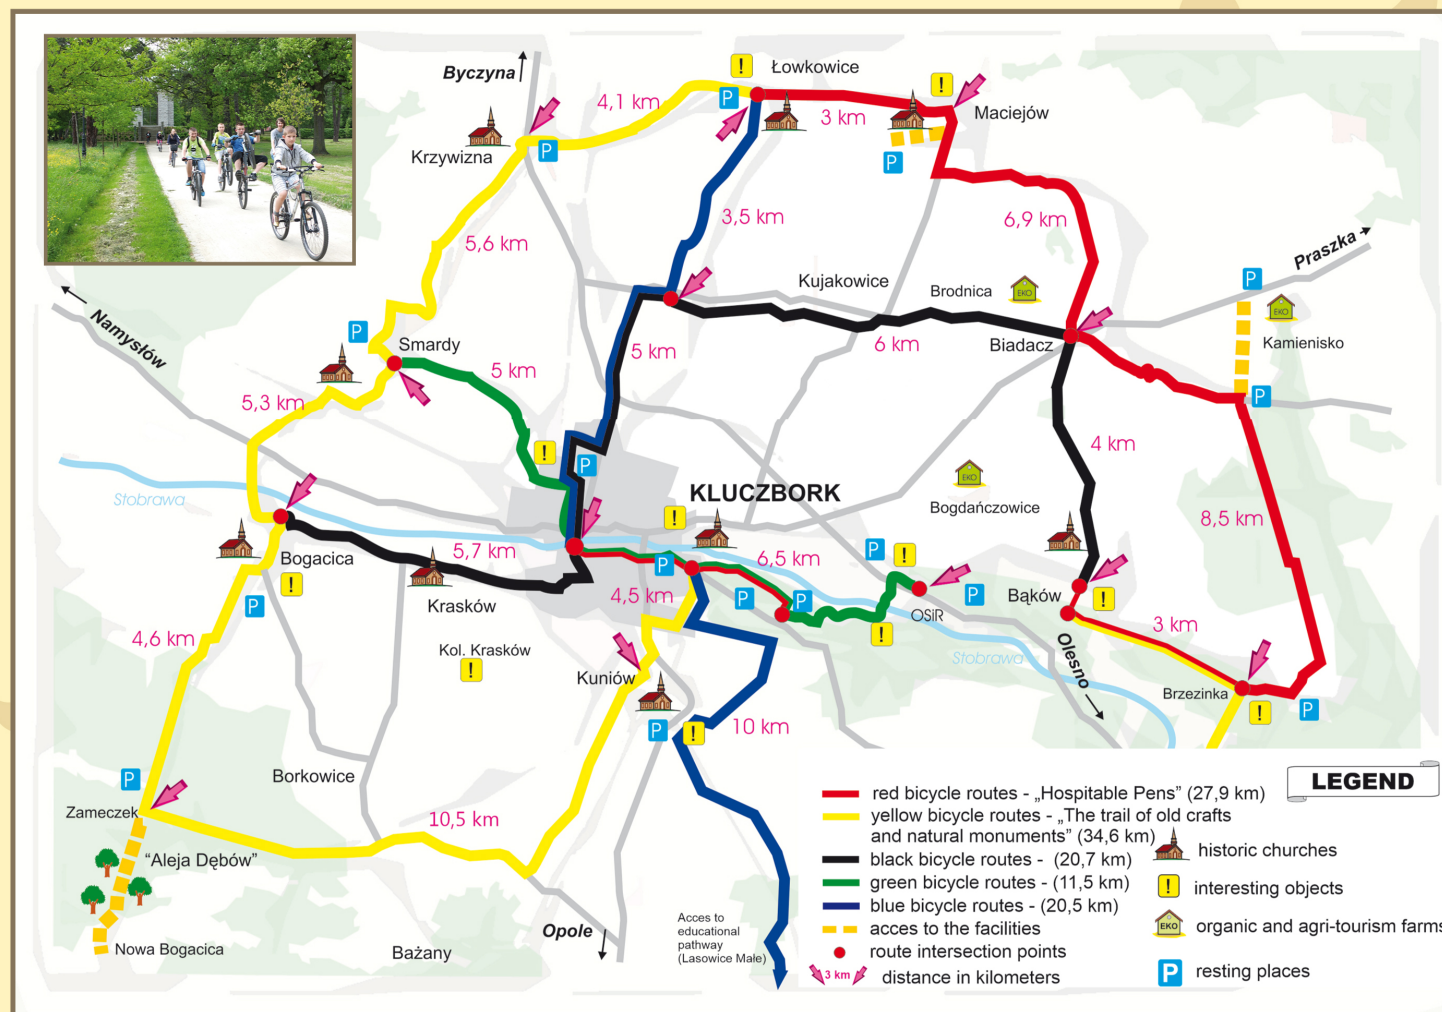 Byczyna
4,1 km
Łowkowice
3 km
Maciejów
Krzywizna
5,6 km
3,5 km
6,9 km
Praszka
Namysłów
Kujakowice
Brodnica
EKO
EKO
Smardy
5 km
5 km
6 km
Biadacz
Kamienisko
5,3 km
4 km
Stobrawa
KLUCZBORK
EKO
Bogdańczowice
8,5 km
Bogacica
5,7 km
6,5 km
Krasków
4,5 km
OSiR
Bąków
3 km
4,6 km
Kol. Krasków
Kuniów
Stobrawa
Olesno
Brzezinka
10 km
Borkowice
Zameczek
10,5 km
"Aleja Dębów"
Nowa Bogacica
Bażany
Opole
Acces to
educational
pathway
(Lasowice Małe)
LEGEND
red bicycle routes - „Hospitable Pens” (27,9 km)
yellow bicycle routes - „The trail of old crafts
and natural monuments” (34,6 km)
black bicycle routes - (20,7 km)
green bicycle routes - (11,5 km)
blue bicycle routes - (20,5 km)
acces to the facilities
route intersection points
3 km
distance in kilometers
historic churches
! interesting objects
EKO organic and agri-tourism farms
P resting places